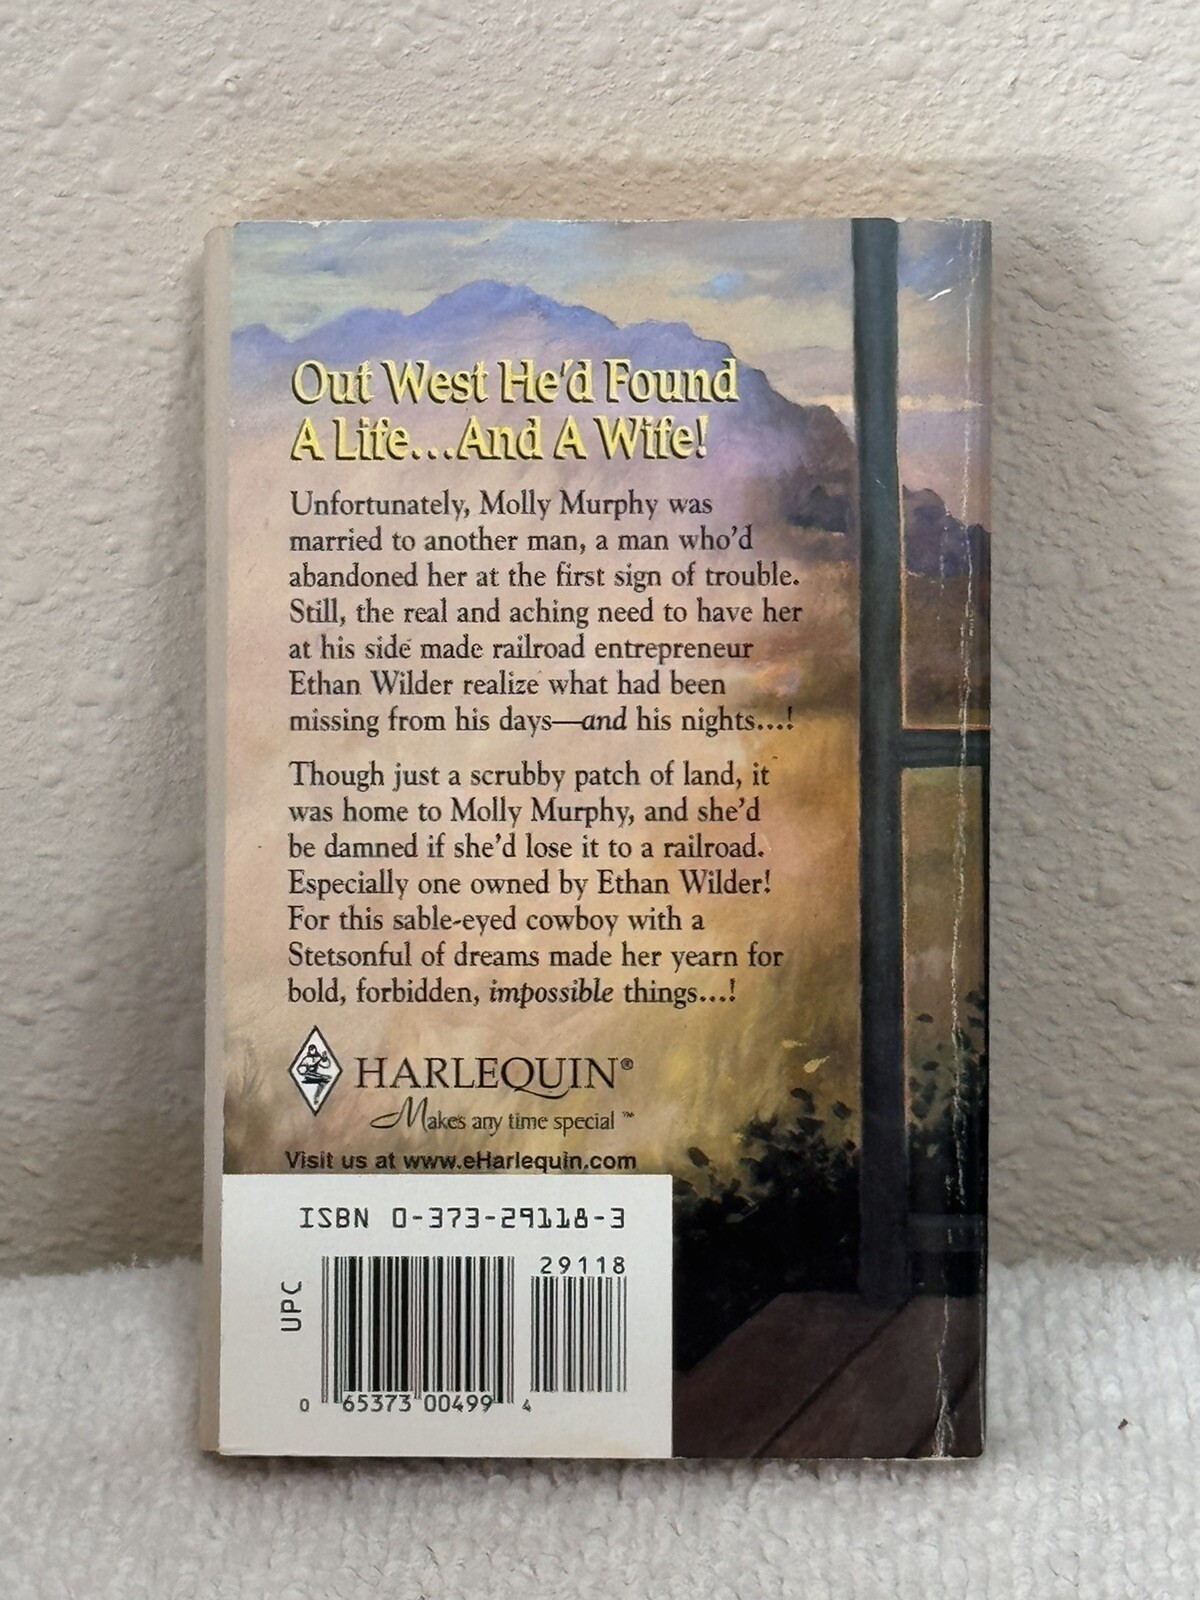 Out West He'd Found
A Life...And A Wife!
Unfortunately, Molly Murphy was
married to another man, a man who'd
abandoned her at the first sign of trouble.
Still, the real and aching need to have her
at his side made railroad entrepreneur
Ethan Wilder realize what had been
missing from his days—and his nights...!
Though just a scrubby patch of land, it
was home to Molly Murphy, and she'd
be damned if she'd lose it to a railroad.
Especially one owned by Ethan Wilder!
For this sable-eyed cowboy with a
Stetsonful of dreams made her yearn for
bold, forbidden, impossible things...!
HARLEQUIN®
Makes any time special™
Visit us at www.eHarlequin.com
ISBN 0-373-29118-3
29118
UPC
0 65373 00499 4